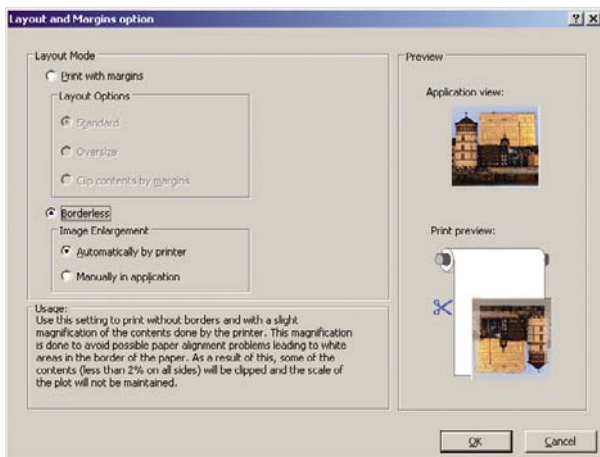 Layout and Margins option
Layout Mode
Print with margins
Layout Options
Standard
Oversize
Clip contents by margins
Borderless
Image Enlargement
Automatically by printer
Manually in application
Usage:
Use this setting to print without borders and with a slight
magnification of the contents done by the printer. This magnification
is done to avoid possible paper alignment problems leading to white
areas in the border of the paper. As a result of this, some of the
contents (less than 2% on all sides) will be clipped and the scale of
the plot will not be maintained.
Preview
Application view:
Print preview:
OK
Cancel